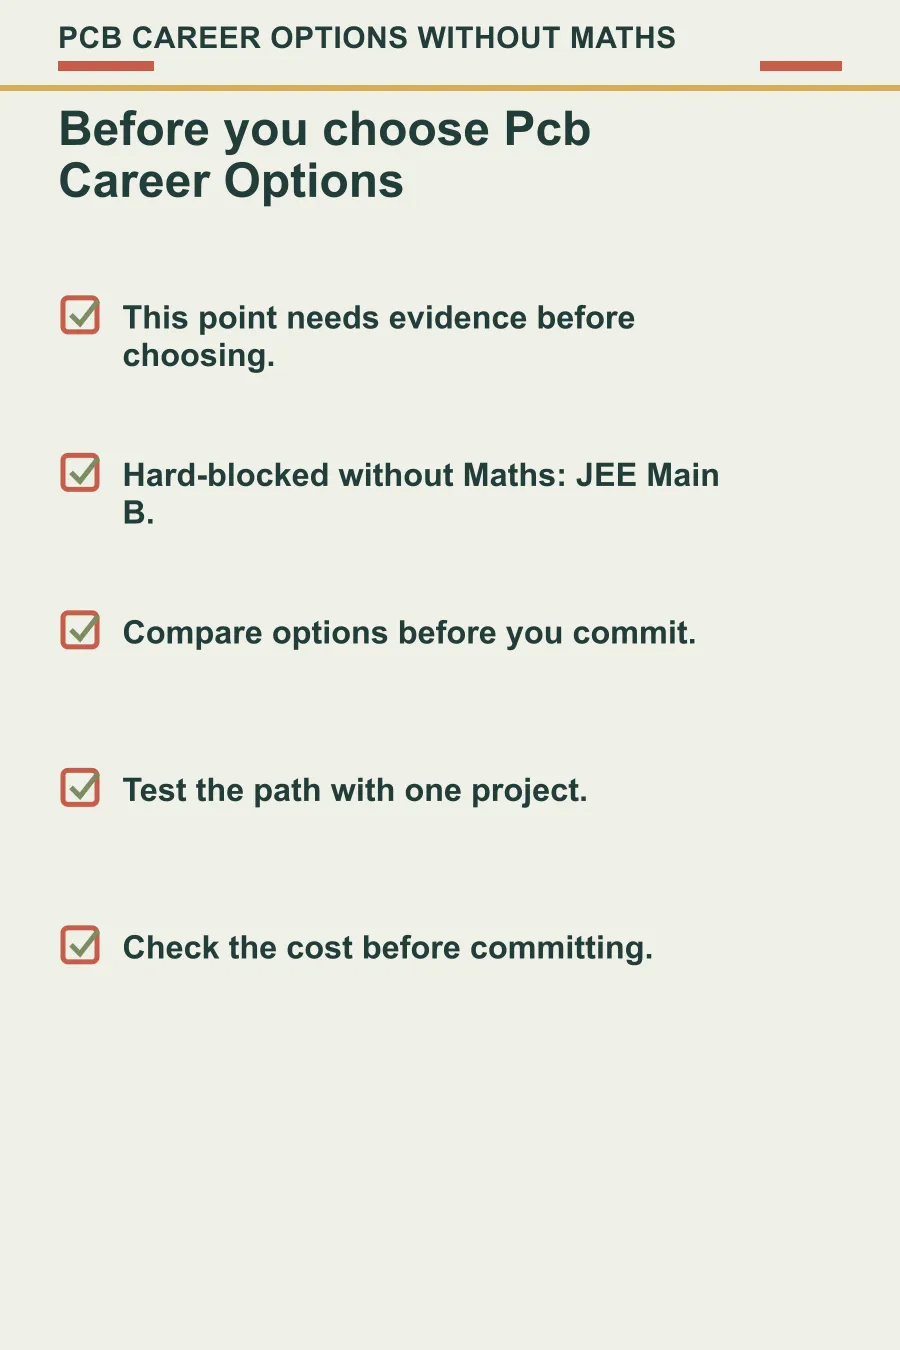 PCB CAREER OPTIONS WITHOUT MATHS
Before you choose Pcb
Career Options
This point needs evidence before
choosing.
Hard-blocked without Maths: JEE Main
B.
Compare options before you commit.
Test the path with one project.
Check the cost before committing.